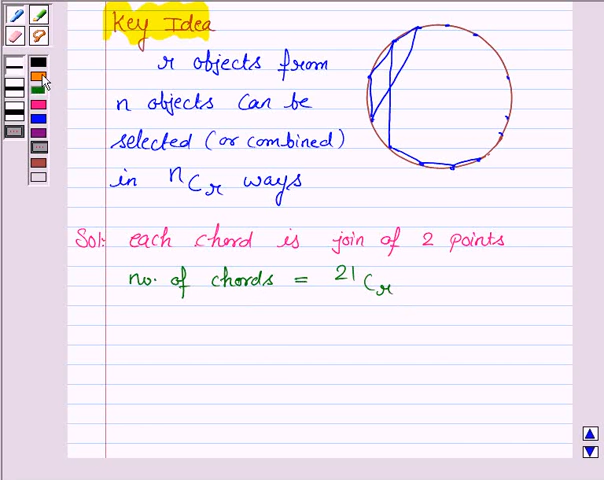 Key Idea
r objects from
n objects can be
selected (or combined)
in nCr ways
Sol: each chord is join of 2 points
no. of chords = 21Cr